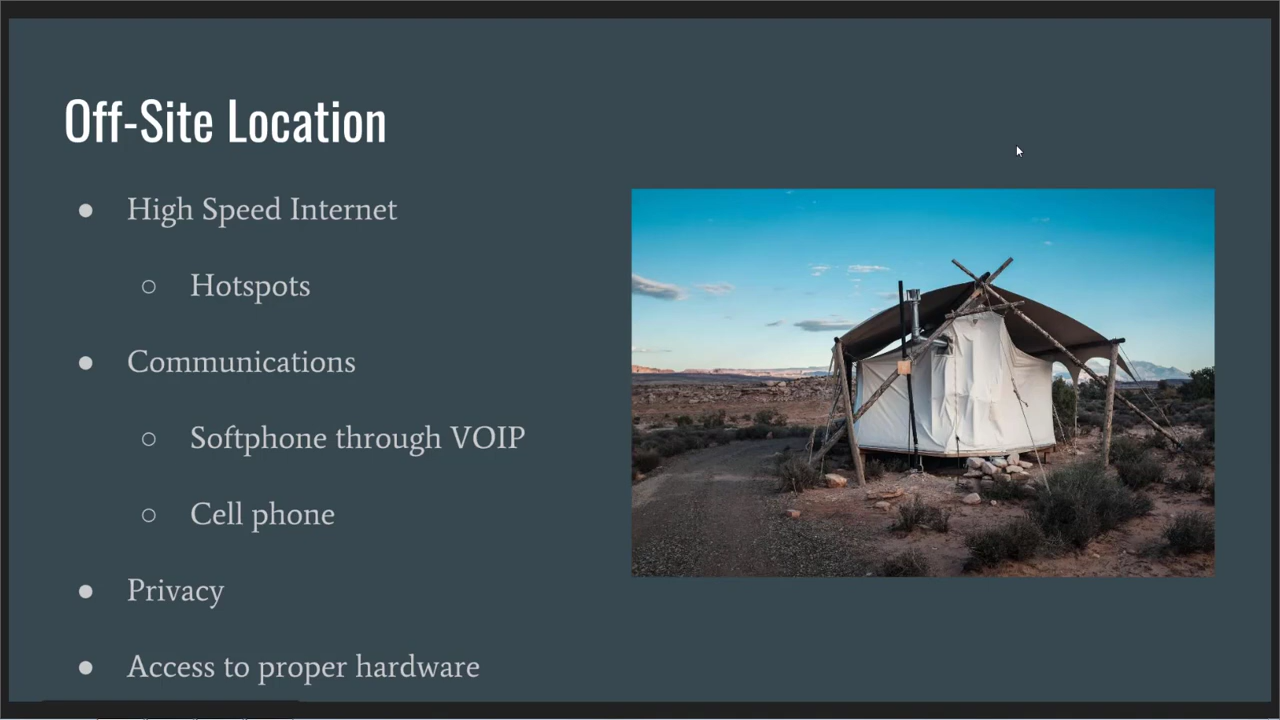 Off-Site Location
● High Speed Internet
○ Hotspots
● Communications
○ Softphone through VOIP
○ Cell phone
● Privacy
● Access to proper hardware